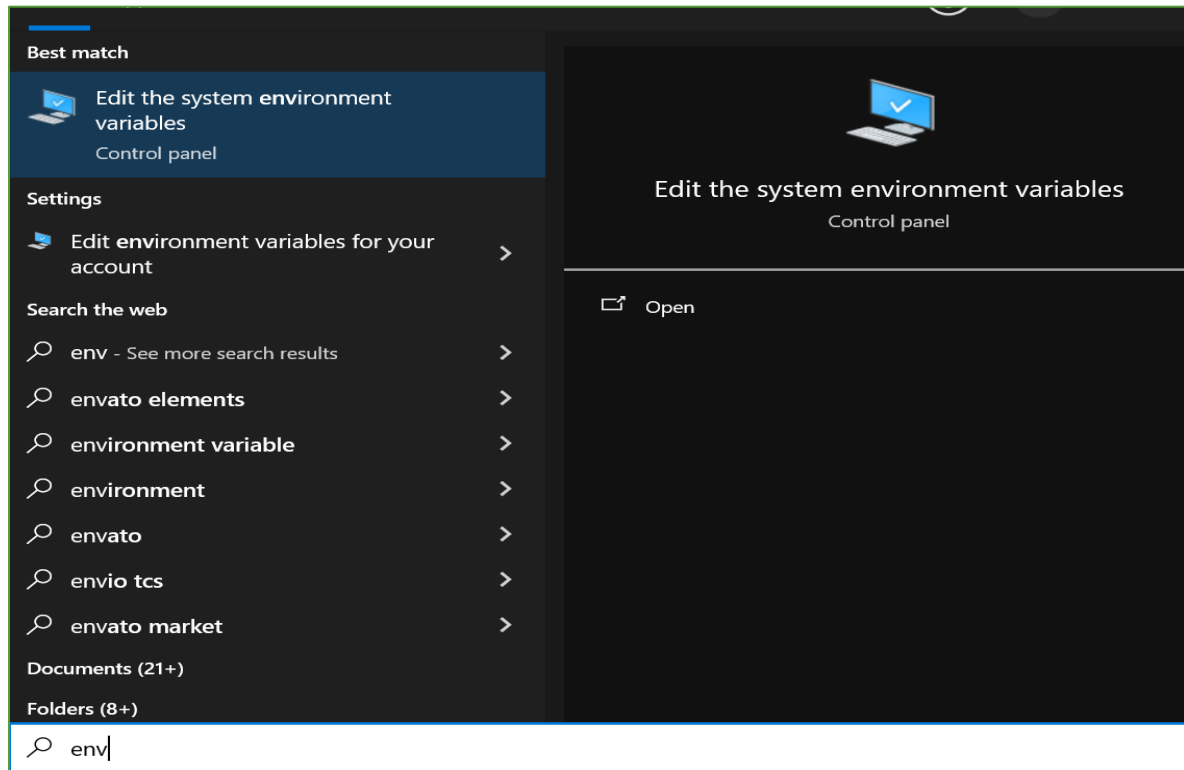 Best match
Edit the system environment
variables
Control panel
Settings
Edit environment variables for your
account
Search the web
env - See more search results
envato elements
environment variable
environment
envato
envio tcs
envato market
Documents (21+)
Folders (8+)
env
Edit the system environment variables
Control panel
Open